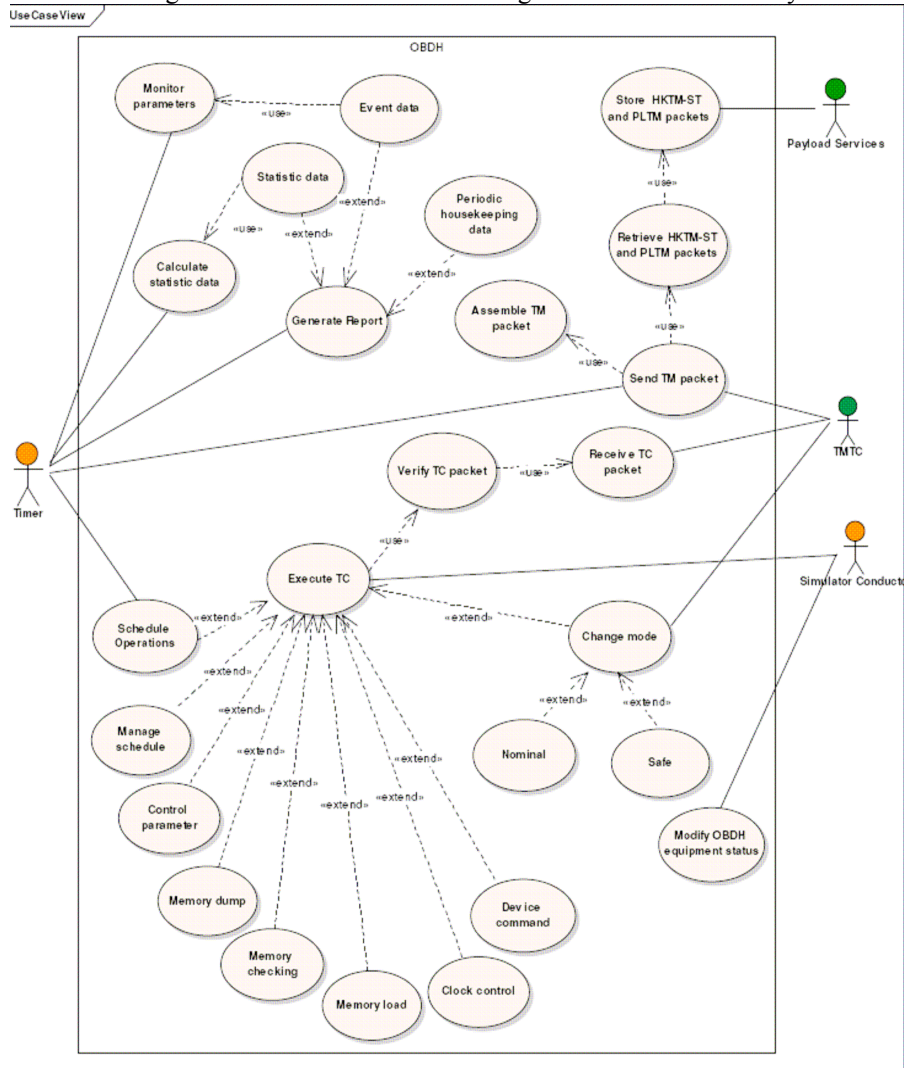 UseCaseView
OBDH
Monitor
parameters
«use»
Event data
Store HKTM-ST
and PLTM packets
Payload Services
Statistic data
«use»
«extend»
«extend»
Periodic
housekeeping
data
«use»
Retrieve HKTM-ST
and PLTM packets
Calculate
statistic data
«extend»
Generate Report
Assemble TM
packet
«use»
«use»
Send TM packet
TMTC
Timer
Verify TC packet
«use»
Receive TC
packet
«use»
Execute TC
Simulator Conducto
Schedule
Operations
«extend»
«extend»
Change mode
«extend»
Manage
schedule
«extend»
«extend»
«extend»
Nominal
Safe
«extend»
«extend»
«extend»
«extend»
Control
parameter
Modify OBDH
equipment status
Memory dump
Device
command
Memory
checking
Memory load
Clock control